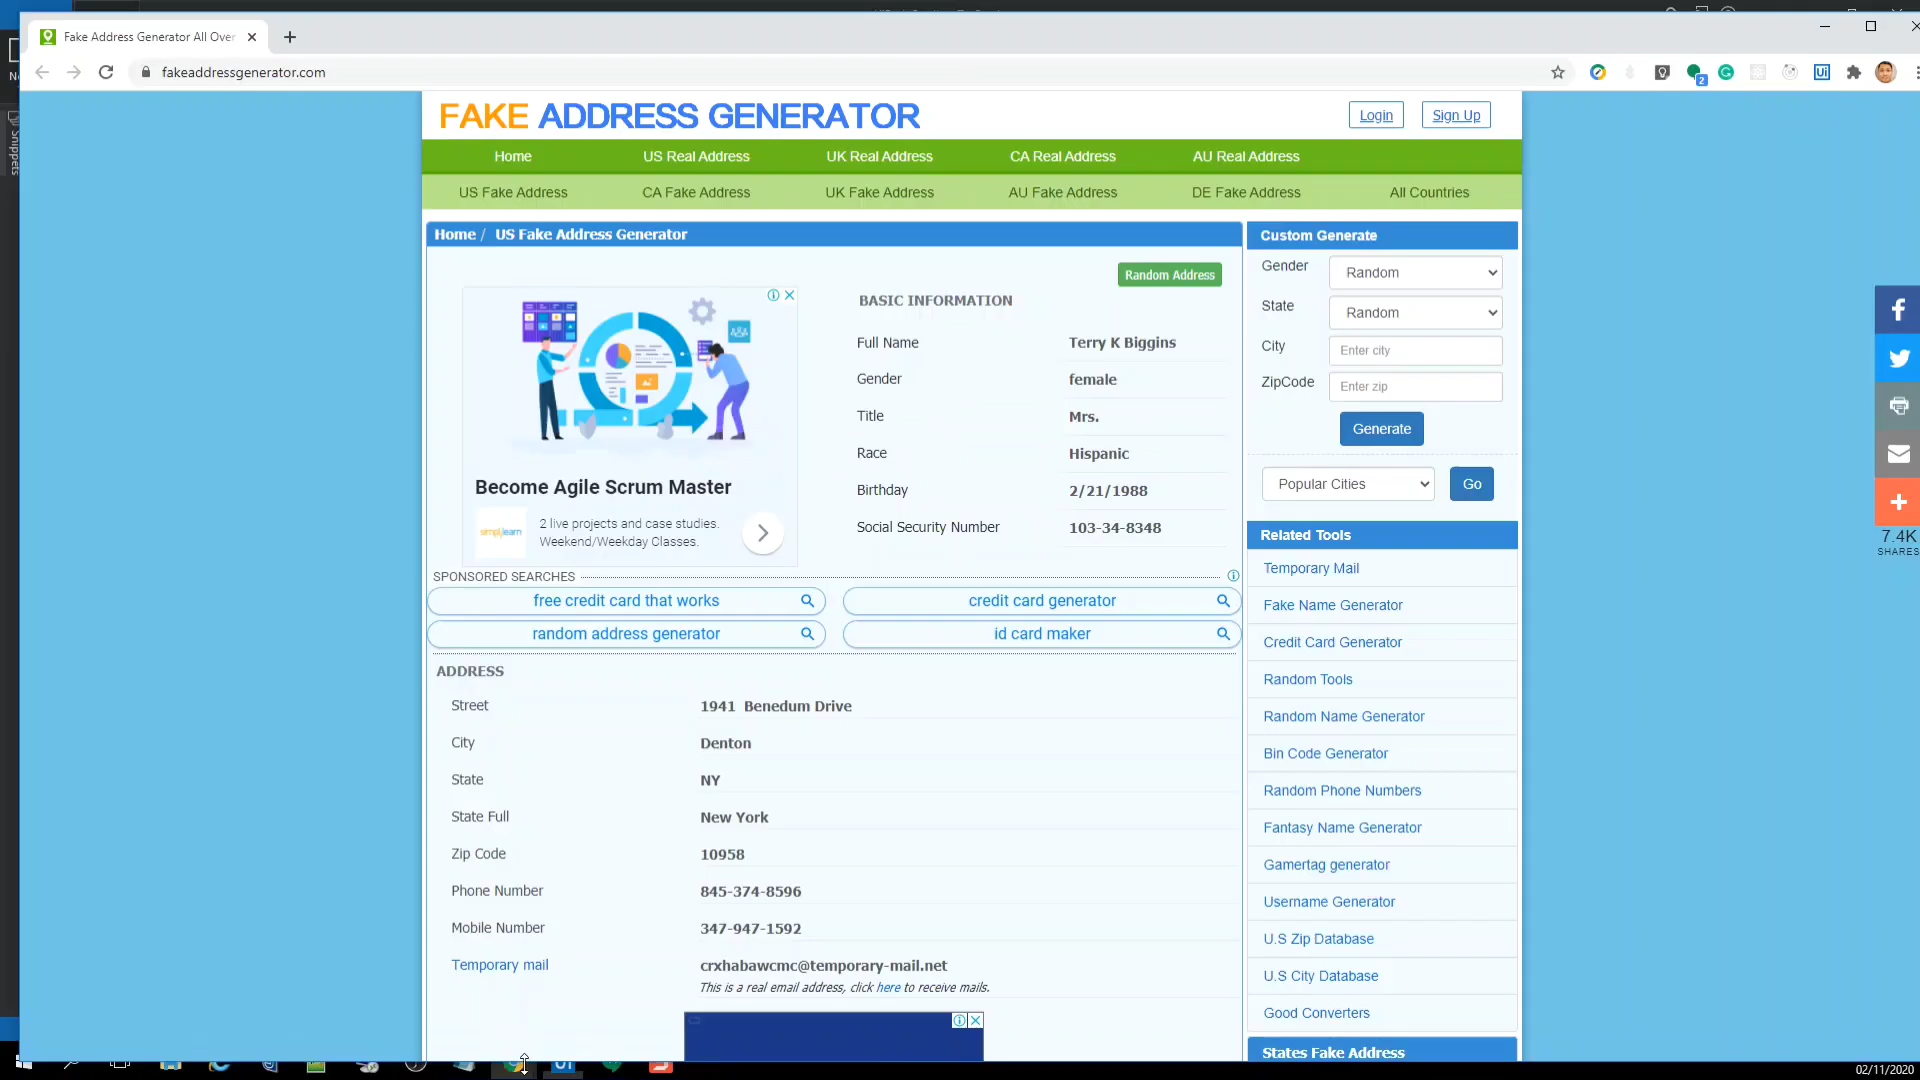 Fake Address Generator All Over
fakeaddressgenerator.com
2
Snippets
FAKE ADDRESS GENERATOR
Login
Sign Up
Home
US Real Address
UK Real Address
CA Real Address
AU Real Address
US Fake Address
CA Fake Address
UK Fake Address
AU Fake Address
DE Fake Address
All Countries
Home / US Fake Address Generator
Random Address
BASIC INFORMATION
Full Name Terry K Biggins
Gender female
Title Mrs.
Race Hispanic
Birthday 2/21/1988
Social Security Number 103-34-8348
Become Agile Scrum Master
simplilearn
2 live projects and case studies.
Weekend/Weekday Classes.
SPONSORED SEARCHES
free credit card that works
credit card generator
random address generator
id card maker
ADDRESS
Street 1941 Benedum Drive
City Denton
State NY
State Full New York
Zip Code 10958
Phone Number 845-374-8596
Mobile Number 347-947-1592
Temporary mail crxhabawcmc@temporary-mail.net
This is a real email address, click here to receive mails.
Custom Generate
Gender Random
State Random
City Enter city
ZipCode Enter zip
Generate
Popular Cities
Go
Related Tools
Temporary Mail
Fake Name Generator
Credit Card Generator
Random Tools
Random Name Generator
Bin Code Generator
Random Phone Numbers
Fantasy Name Generator
Gamertag generator
Username Generator
U.S Zip Database
U.S City Database
Good Converters
States Fake Address
7.4K
SHARES
Ui
02/11/2020